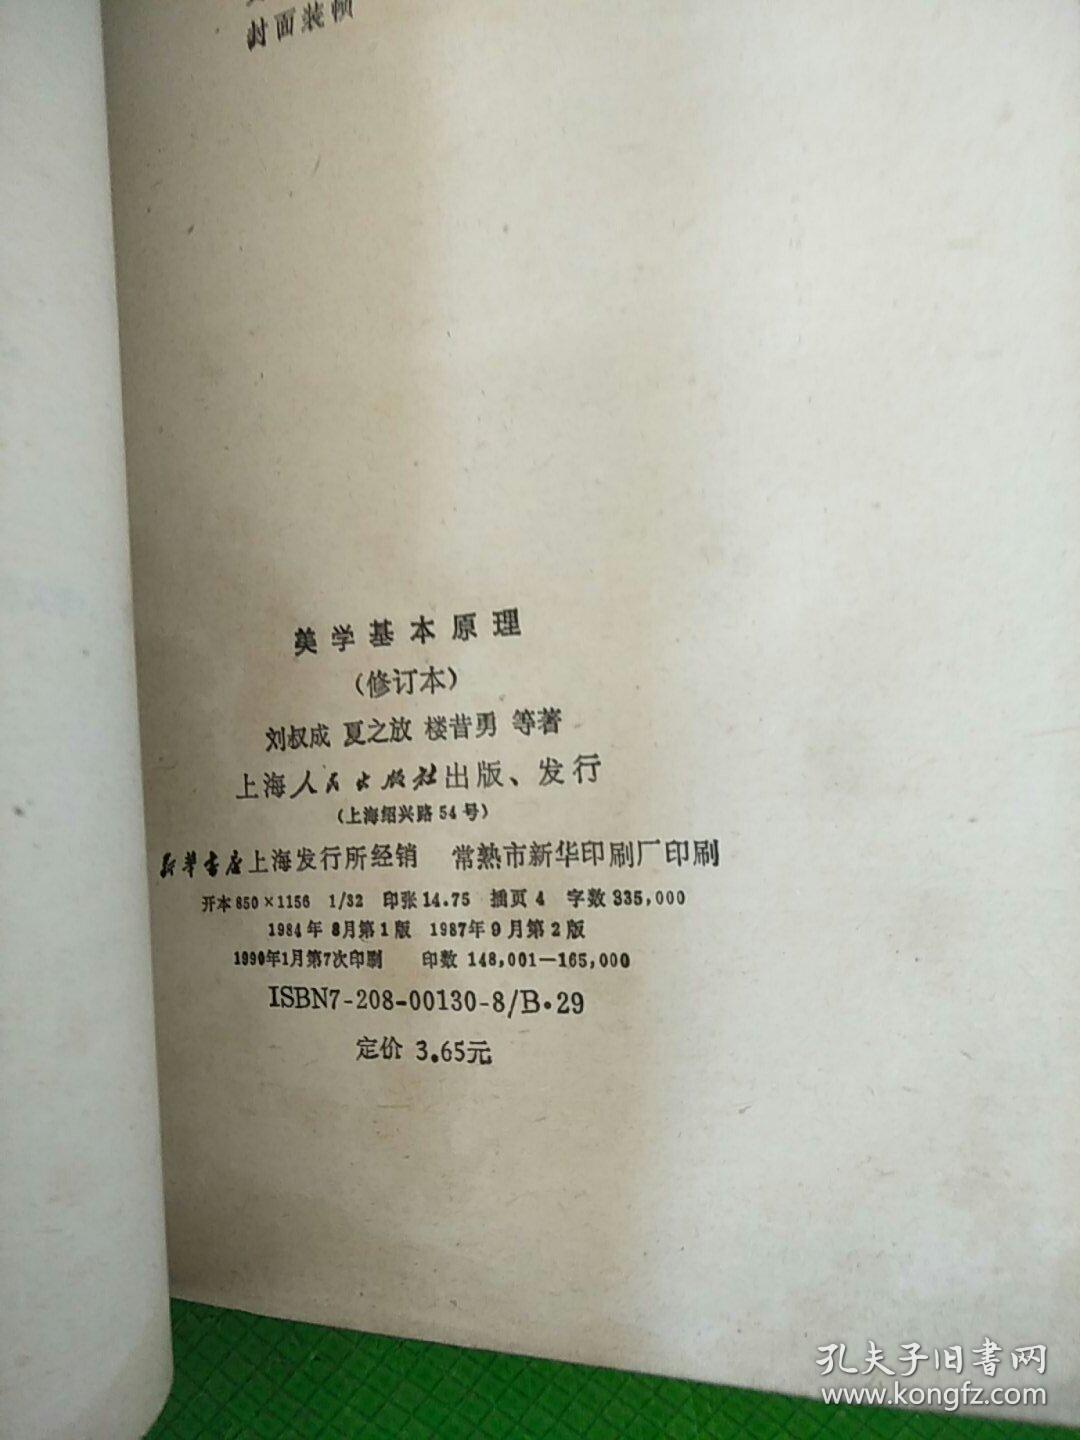 封面装帧
美学基本原理
(修订本)
刘叔成 夏之放 楼昔勇 等著
上海人民出版社出版、发行
(上海绍兴路54号)
新华书店上海发行所经销 常熟市新华印刷厂印刷
开本850×1156 1/32 印张14.75 插页4 字数335,000
1984年8月第1版 1987年9月第2版
1990年1月第7次印刷 印数148,001—165,000
ISBN7-208-00130-8/B·29
定价 3.65元
孔夫子旧书网
www.kongfz.com